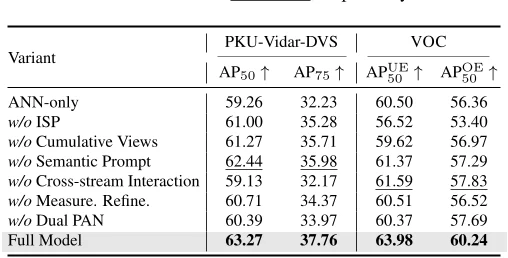 Variant PKU-Vidar-DVS VOC
AP50 ↑ AP75 ↑ AP50^UE ↑ AP50^OE ↑
ANN-only 59.26 32.23 60.50 56.36
w/o ISP 61.00 35.28 56.52 53.40
w/o Cumulative Views 61.27 35.71 59.62 56.97
w/o Semantic Prompt 62.44 35.98 61.37 57.29
w/o Cross-stream Interaction 59.13 32.17 61.59 57.83
w/o Measure. Refine. 60.71 34.37 60.51 56.52
w/o Dual PAN 60.39 33.97 60.37 57.69
Full Model 63.27 37.76 63.98 60.24